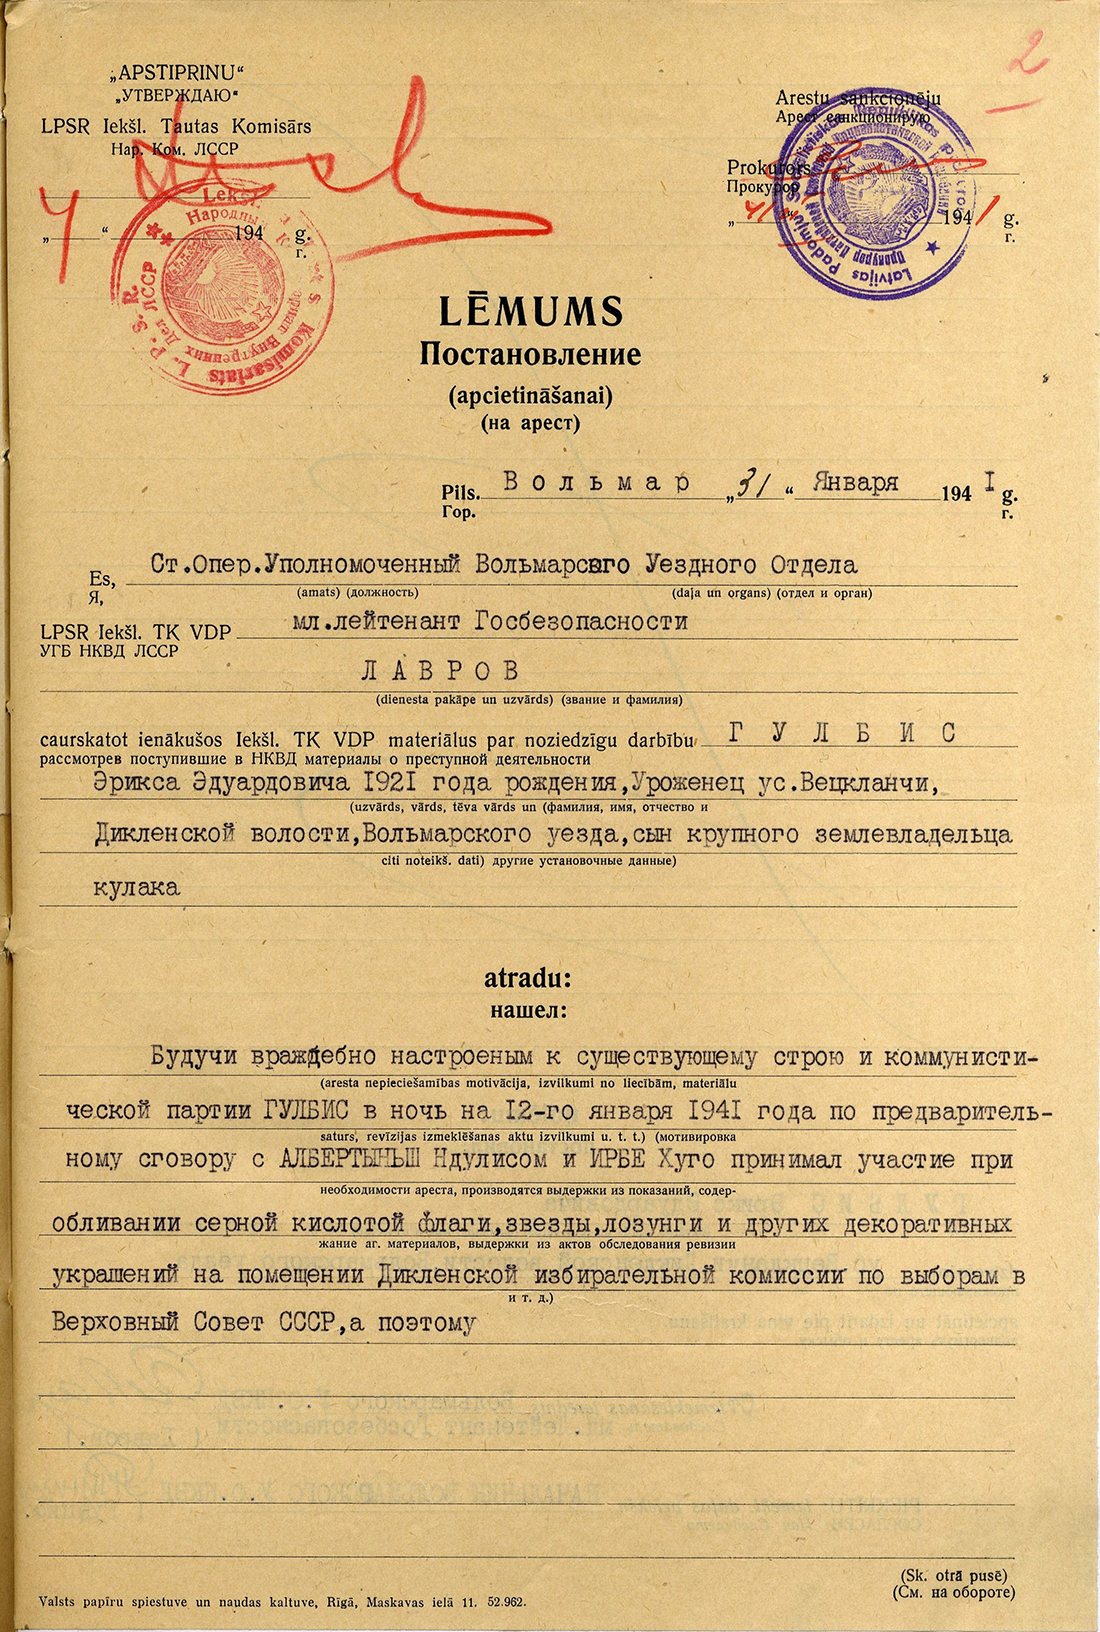 2
„APSTIPRINU“
„УТВЕРЖДАЮ“
LPSR Iekšl. Tautas Komisārs
Нар. Ком. ЛССР
„ “ 194 g.
г.
Arestu sankcionēju
Арест санкционирую
Prokurors
Прокурор
„ “ 1941 g.
г.
LĒMUMS
Постановление
(apcietināšanai)
(на арест)
Pils. Вольмар „31“ Января 194 I g.
Гор. г.
Es, Ст.Опер.Уполномоченный Вольмарсвго Уездного Отдела
Я, (amats) (должность) (daļa un organs) (отдел и орган)
LPSR Iekšl. TK VDP мл.лейтенант Госбезопасности
УГБ НКВД ЛССР
ЛАВРОВ
(dienesta pakāpe un uzvārds) (звание и фамилия)
caurskatot ienākušos Iekšl. TK VDP materiālus par noziedzīgu darbību ГУЛБИС
рассмотрев поступившие в НКВД материалы о преступной деятельности
Эрикса Эдуардовича 1921 года рождения,Уроженец ус.Вецкланчи,
(uzvārds, vārds, tēva vārds un (фамилия, имя, отчество и
Дикленской волости,Вольмарского уезда,сын крупного землевладельца
citi noteikš. dati) другие установочные данные)
кулака
atradu:
нашел:
Будучи враждебно настроеным к существующему строю и коммунисти-
(aresta nepieciešamības motivācija, izvilkumi no liecībām, materiālu
ческой партии ГУЛБИС в ночь на 12-го января 1941 года по предваритель-
saturs, revīzijas izmeklēšanas aktu izvilkumi u. t. t.) (мотивировка
ному сговору с АЛБЕРТЫНЬШ Ндулисом и ИРБЕ Хуго принимал участие при
необходимости ареста, производятся выдержки из показаний, содер-
обливании серной кислотой флаги,звезды,лозунги и других декоративных
жание аг. материалов, выдержки из актов обследования ревизии
украшений на помещении Дикленской избирательной комиссии по выборам в
и т. д.)
Верховный Совет СССР,а поэтому
(Sk. otrā pusē)
(См. на обороте)
Valsts papīru spiestuve un naudas kaltuve, Rīgā, Maskavas ielā 11. 52.962.